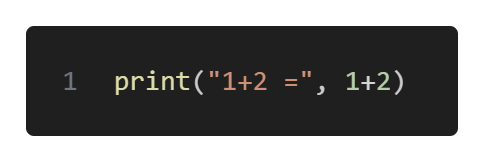 1 print("1+2 =", 1+2)